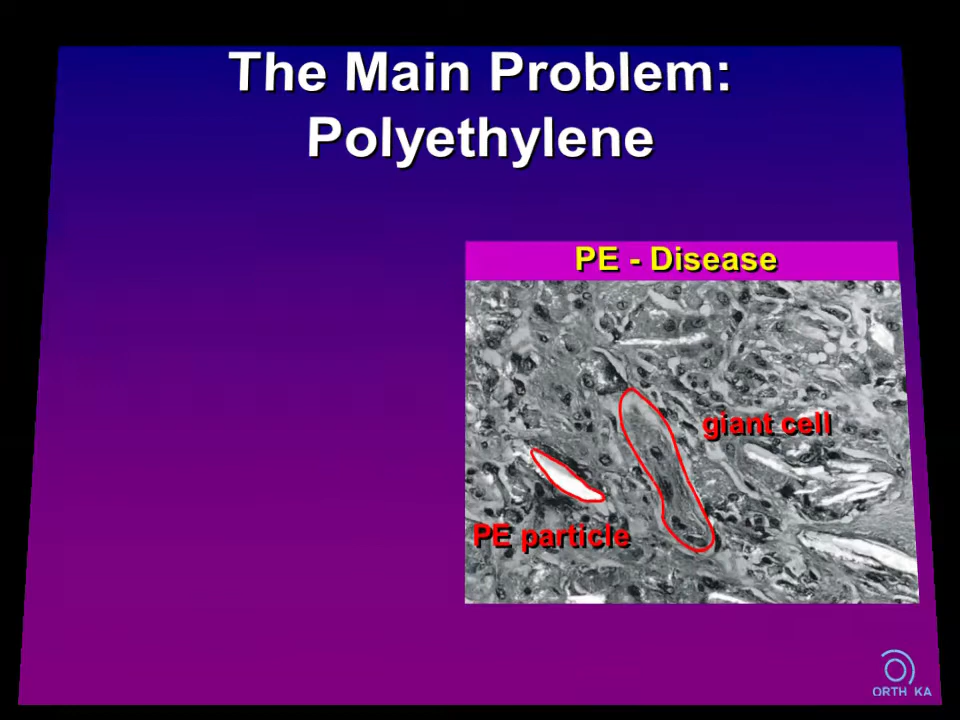 The Main Problem:
Polyethylene
PE - Disease
giant cell
PE particle
ORTH KA